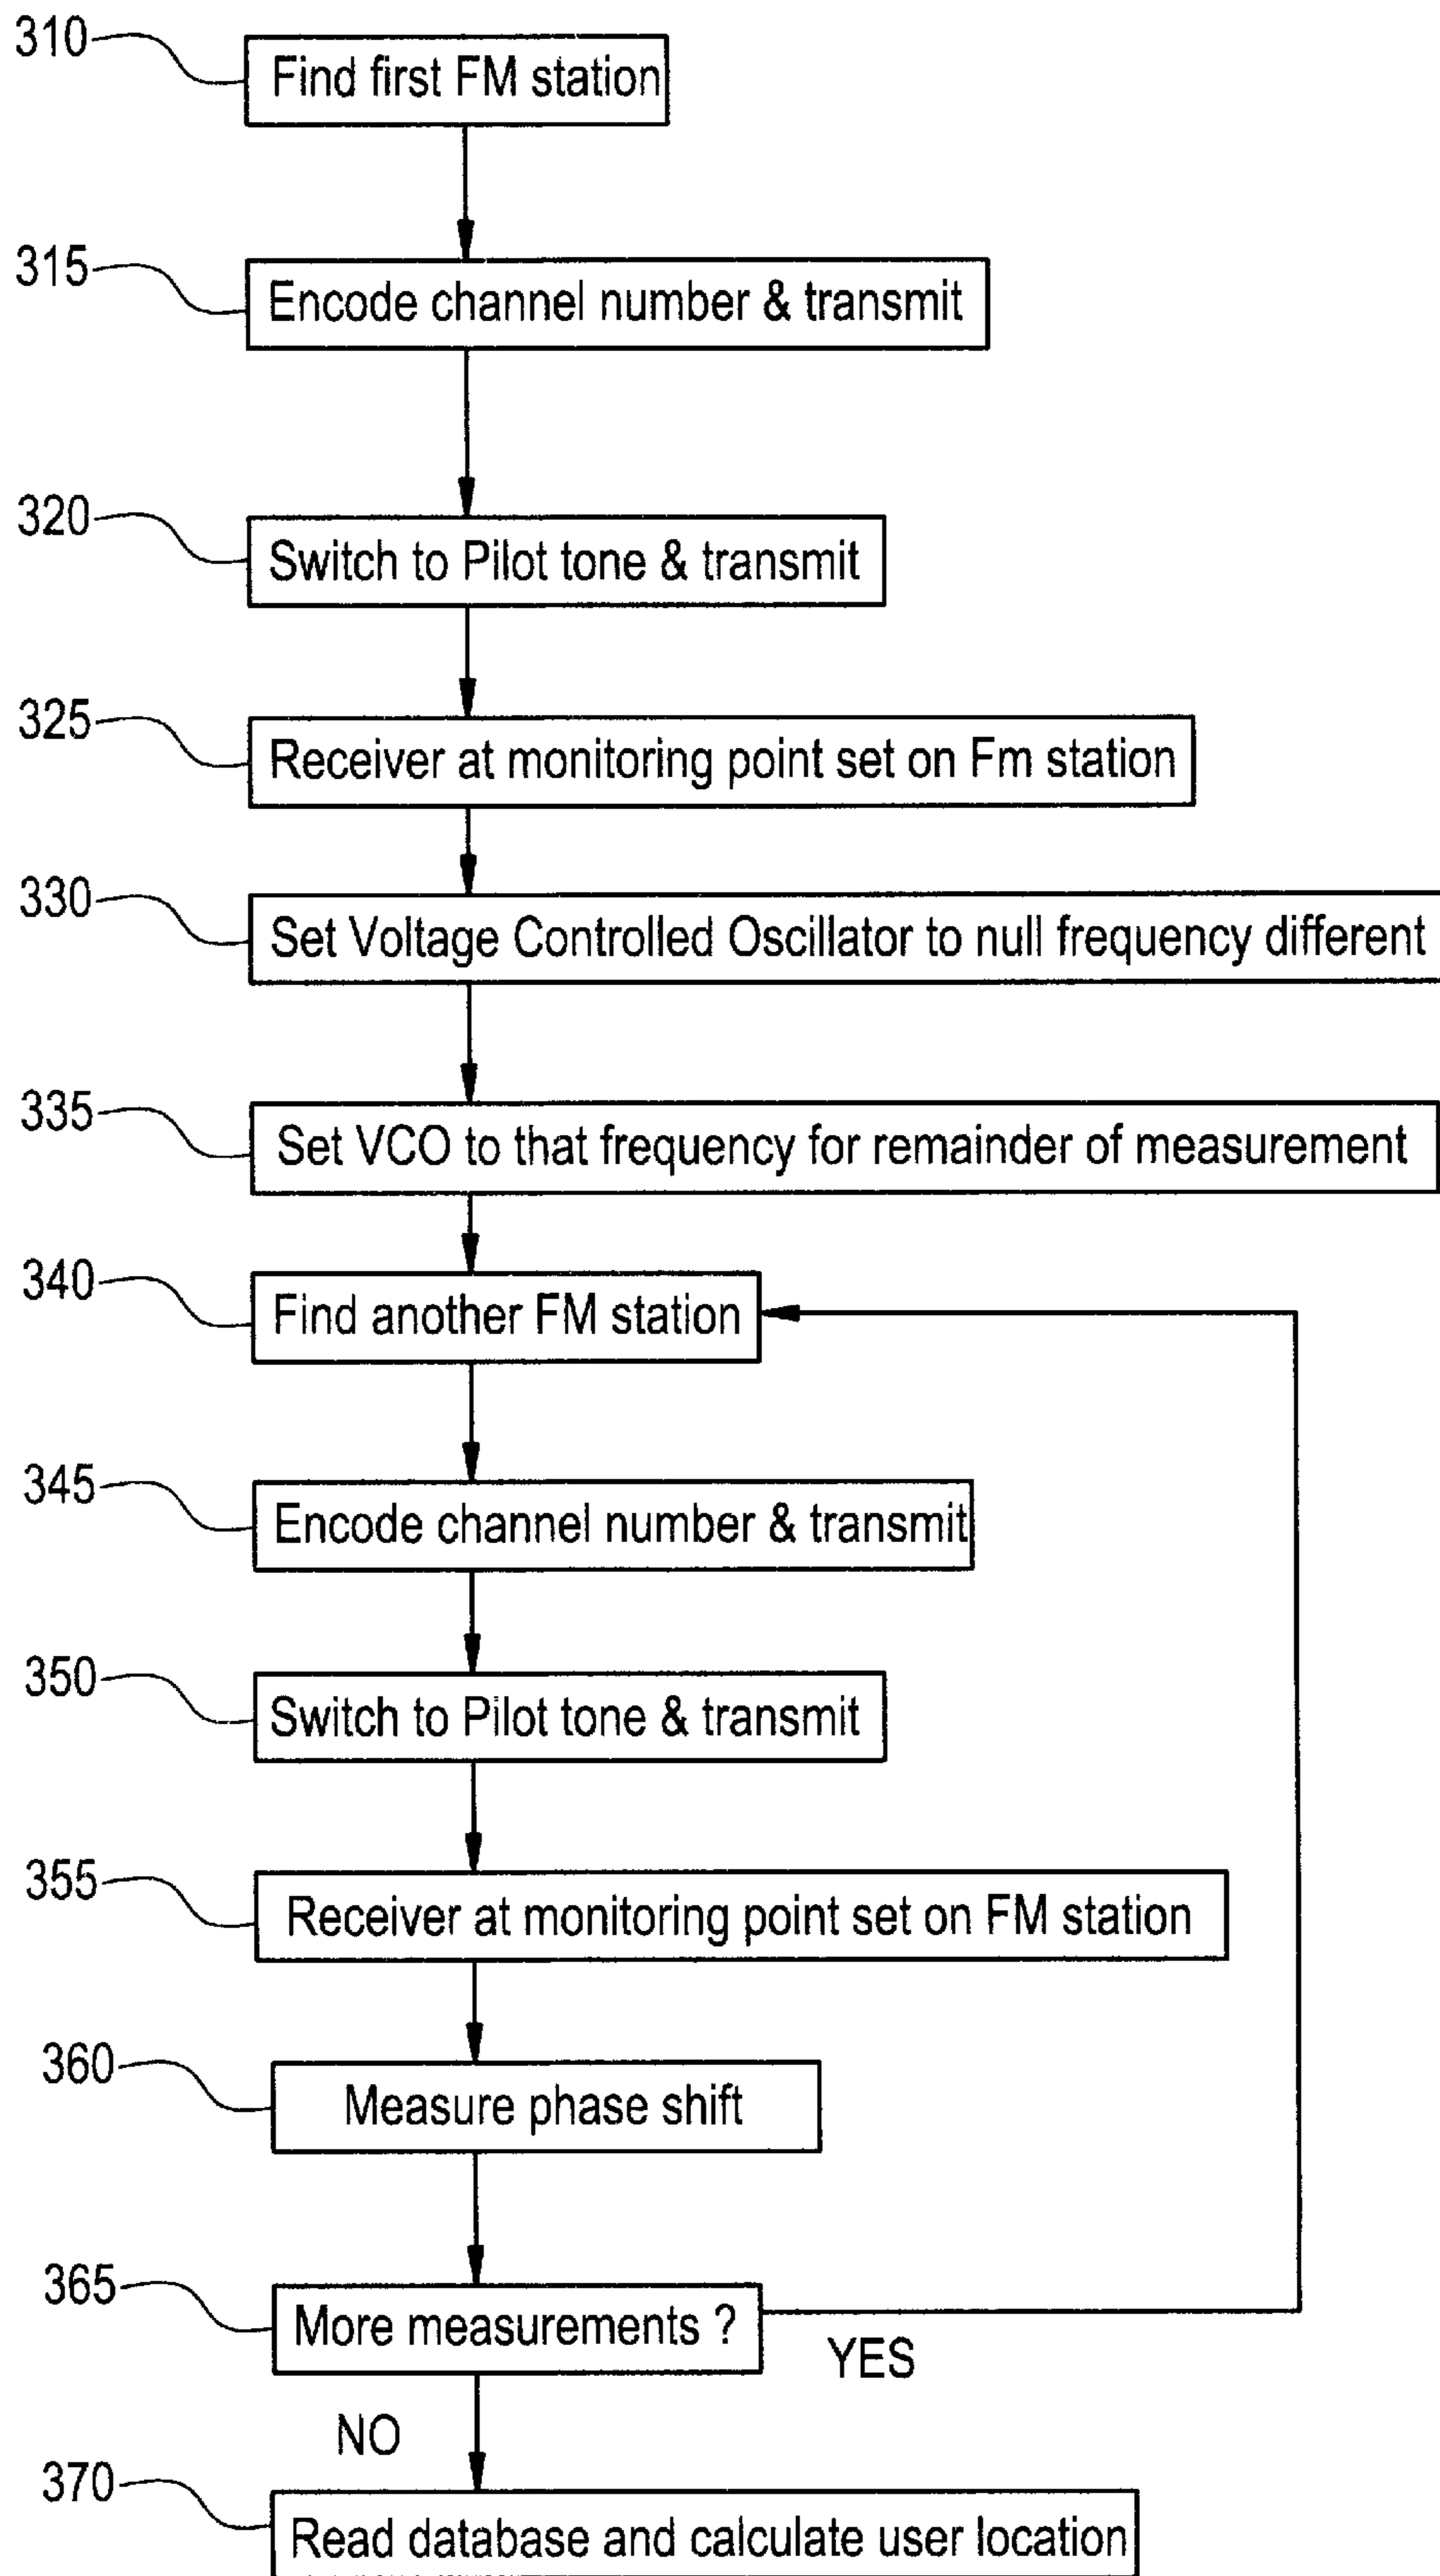 310
Find first FM station
315
Encode channel number & transmit
320
Switch to Pilot tone & transmit
325
Receiver at monitoring point set on Fm station
330
Set Voltage Controlled Oscillator to null frequency different
335
Set VCO to that frequency for remainder of measurement
340
Find another FM station
345
Encode channel number & transmit
350
Switch to Pilot tone & transmit
355
Receiver at monitoring point set on FM station
360
Measure phase shift
365
More measurements ?
YES
NO
370
Read database and calculate user location